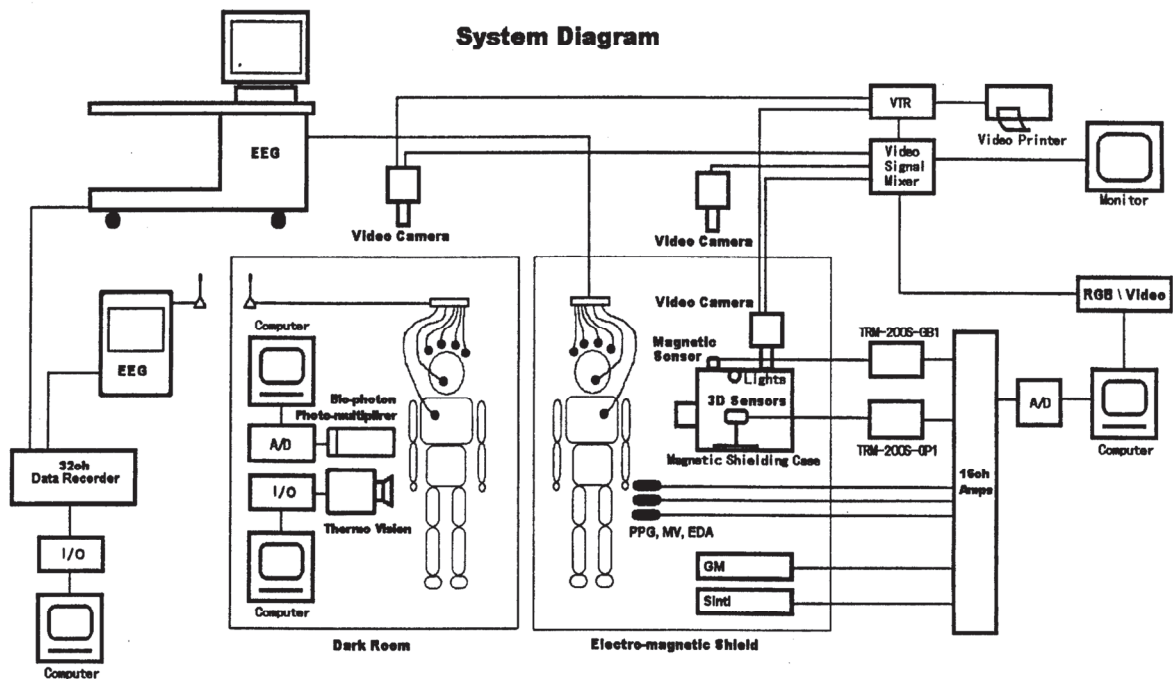 System Diagram
EEG
VTR
Video Printer
Video
Signal
Mixer
Monitor
Video Camera
Video Camera
Video Camera
RGB \ Video
EEG
Computer
Bio-photon
Photo-multiplirer
A/D
I/O
Thermo Vision
Computer
Dark Room
Magnetic
Sensor
Lights
3D Sensors
Magnetic Shielding Case
TRM-200S-GB1
TRM-200S-0P1
PPG, MV, EDA
GM
Sintl
Electro-magnetic Shield
16ch
Amps
A/D
Computer
32ch
Data Recorder
I/O
Computer